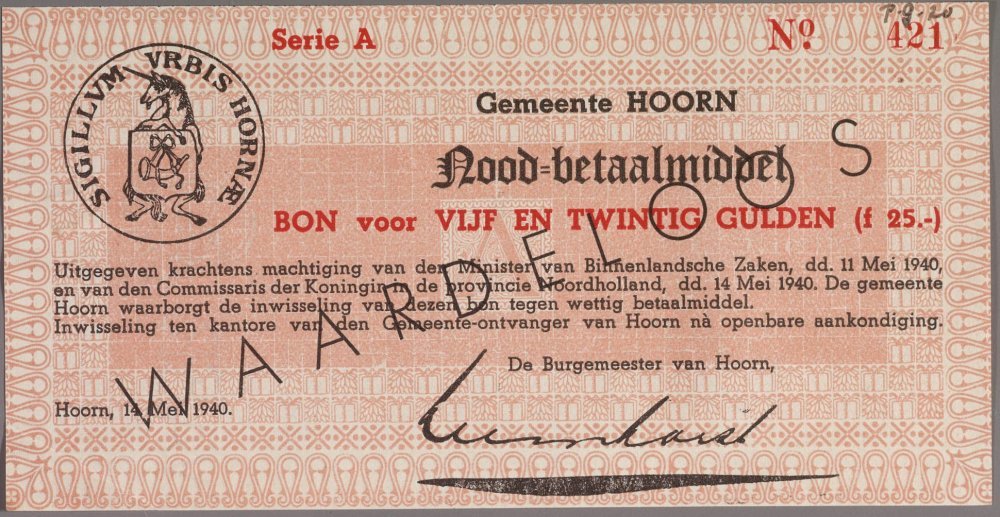 Serie A
Nº. 421
P.g-20
SIGILLVM VRBIS HORNÆ
Gemeente HOORN
Nood=betaalmiddel
BON voor VIJF EN TWINTIG GULDEN (f 25.-)
Uitgegeven krachtens machtiging van den Minister van Binnenlandsche Zaken, dd. 11 Mei 1940,
en van den Commissaris der Koningin in de provincie Noordholland, dd. 14 Mei 1940. De gemeente
Hoorn waarborgt de inwisseling van dezen bon tegen wettig betaalmiddel.
Inwisseling ten kantore van den Gemeente-ontvanger van Hoorn nà openbare aankondiging.
De Burgemeester van Hoorn,
Hoorn, 14 Mei 1940.
WAARDELOOS